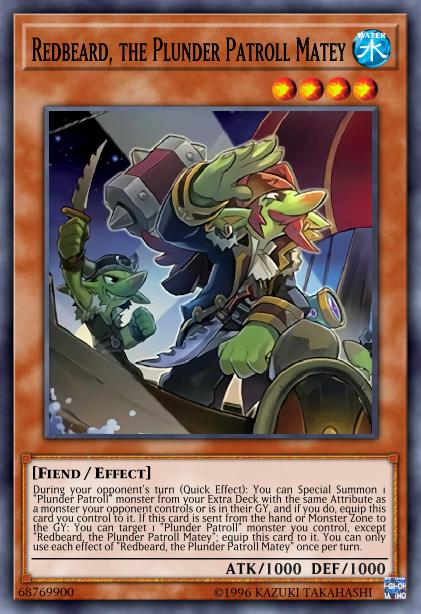 Redbeard, the Plunder Patroll Matey
WATER
水
[Fiend / Effect]
During your opponent's turn (Quick Effect): You can Special Summon 1
"Plunder Patroll" monster from your Extra Deck with the same Attribute as
a monster your opponent controls or is in their GY, and if you do, equip
this card you control to it. If this card is sent from the hand or Monster Zone to
the GY: You can target 1 "Plunder Patroll" monster you control, except
"Redbeard, the Plunder Patroll Matey"; equip this card to it. You can only
use each effect of "Redbeard, the Plunder Patroll Matey" once per turn.
ATK/1000 DEF/1000
68769900
©1996 KAZUKI TAKAHASHI